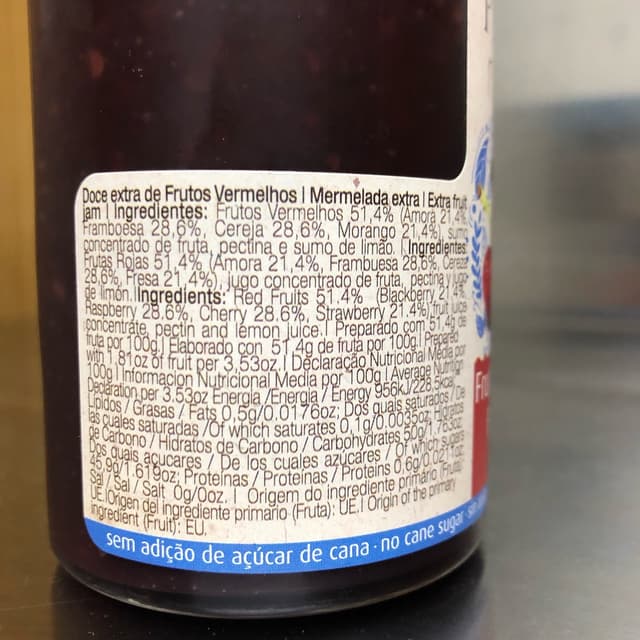 Doce extra de Frutos Vermelhos | Mermelada extra | Extra fruit
jam | Ingredientes: Frutos Vermelhos 51,4% (Amora 21,4%,
Framboesa 28,6%, Cereja 28,6%, Morango 21,4%), sumo
concentrado de fruta, pectina e sumo de limão. | Ingredientes:
Frutas Rojas 51,4% (Amora 21,4%, Frambuesa 28,6%, Cereza
28,6%, Fresa 21,4%), jugo concentrado de fruta, pectina y jugo
de limón. | Ingredients: Red Fruits 51.4% (Blackberry 21.4%,
Raspberry 28.6%, Cherry 28.6%, Strawberry 21.4%) fruit juice
concentrate, pectin and lemon juice. | Preparado com 51,4g de
fruta por 100g | Elaborado con 51,4g de fruta por 100g | Prepared
with 1.81oz of fruit per 3.53oz. | Declaração Nutricional Média por
100g | Informacion Nutricional Media por 100g | Average Nutrition
Declaration per 3.53oz Energia /Energia / Energy 956kJ/228.5kcal
Lípidos / Grasas / Fats 0,5g/0.0176oz; Dos quais saturados / De
las quales saturadas /Of which saturates 0,1g/0.0035oz; Hidratos
de Carbono / Hidratos de Carbono / Carbohydrates 50g/1.763oz;
Dos quais açúcares / De los cuales azúcares / Of which sugars
45,9g/1.619oz; Proteínas / Proteinas / Proteins 0,6g/0.0211oz;
Sal / Sal / Salt 0g/0oz. | Origem do ingrediente primário (Fruta):
UE. | Origen del ingrediente primario (Fruta): UE. | Origin of the primary
ingredient (Fruit): EU.
sem adição de açúcar de cana · no cane sugar ·